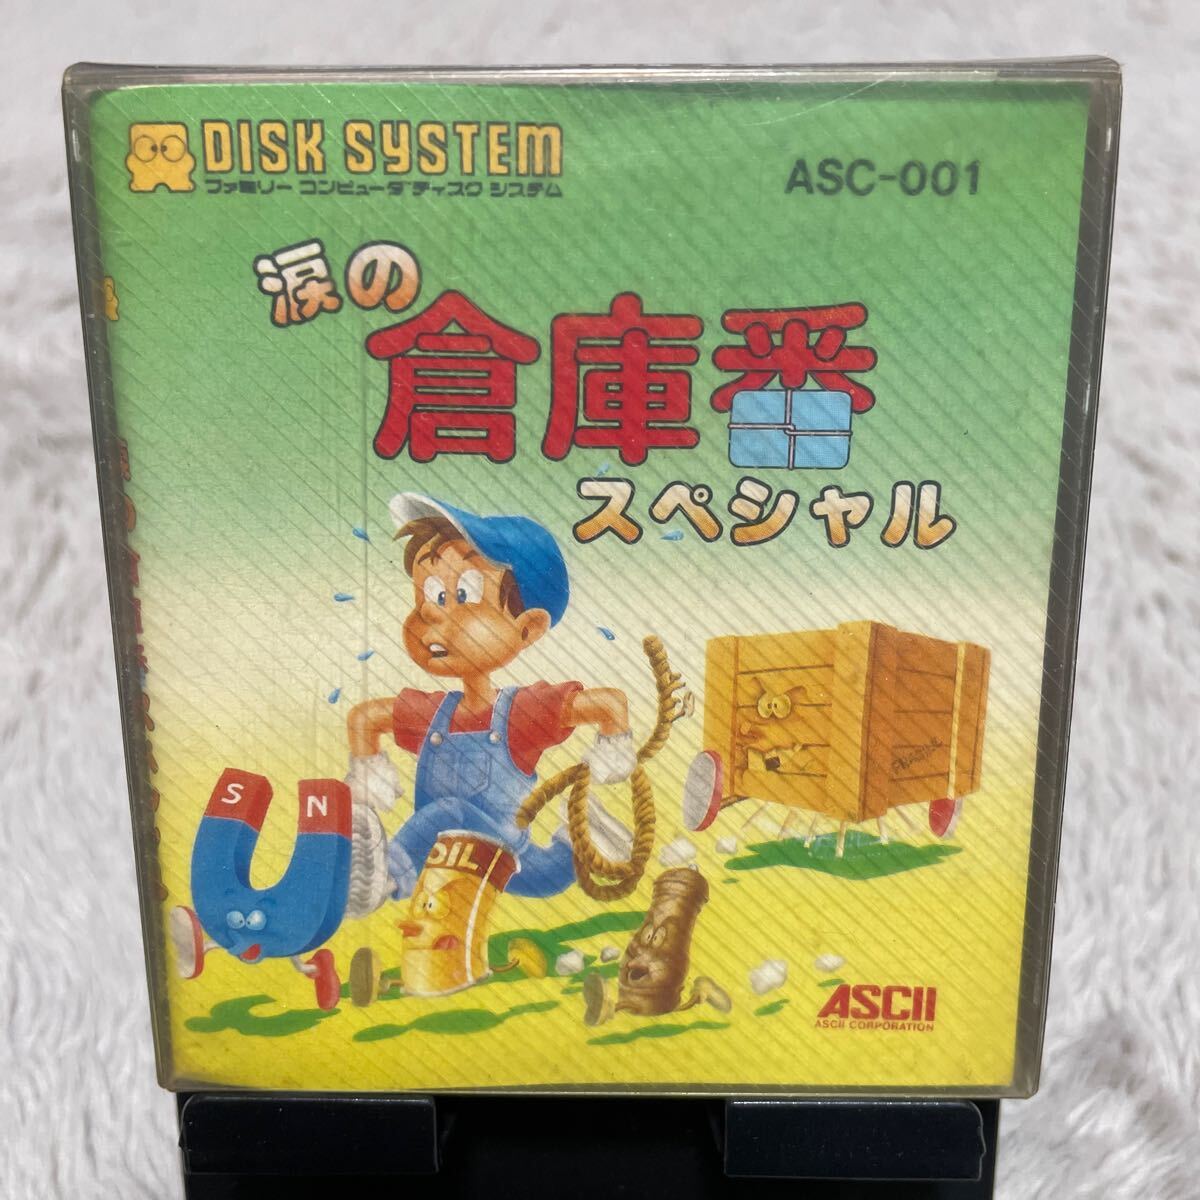 DISK SYSTEM
ファミリー コンピュータ ディスク システム
ASC-001
涙の
倉庫番
スペシャル
S N
OIL
FRAGILE
ASCII
ASCII CORPORATION